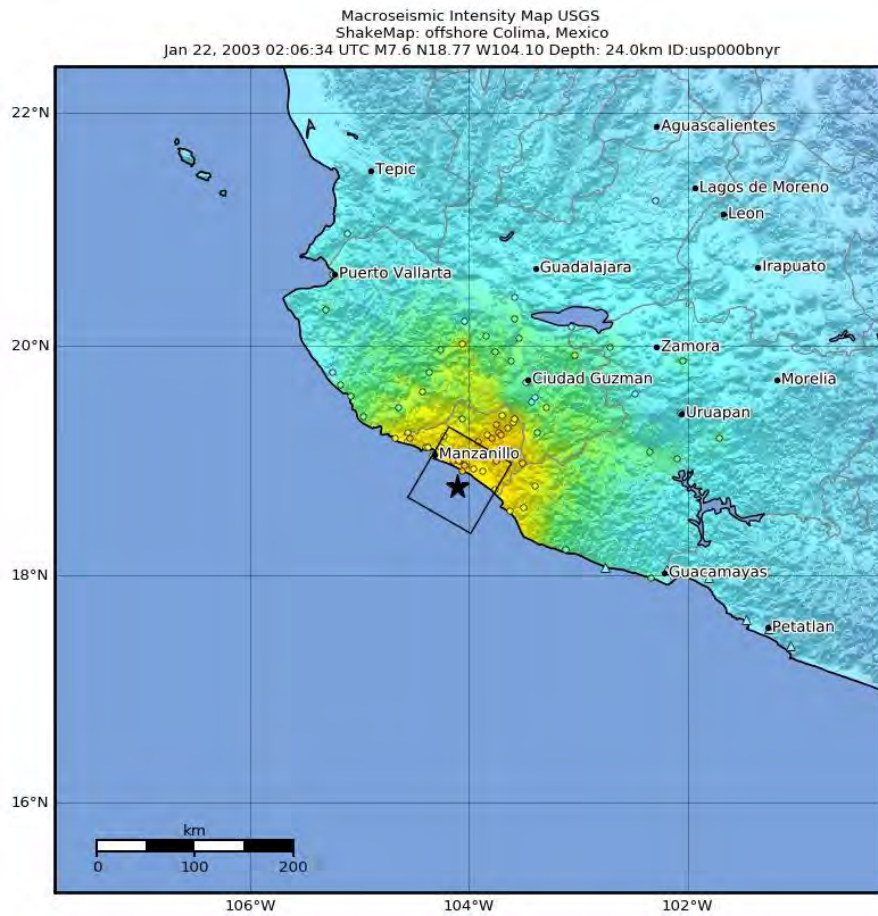 Macroseismic Intensity Map USGS
ShakeMap: offshore Colima, Mexico
Jan 22, 2003 02:06:34 UTC M7.6 N18.77 W104.10 Depth: 24.0km ID:usp000bnyr
22°N
Aguascalientes
Tepic
Lagos de Moreno
Leon
Puerto Vallarta
Guadalajara
Irapuato
20°N
Zamora
Ciudad Guzman
Morelia
Uruapan
Manzanillo
18°N
Guacamayas
Petatlan
16°N
km
0 100 200
106°W 104°W 102°W